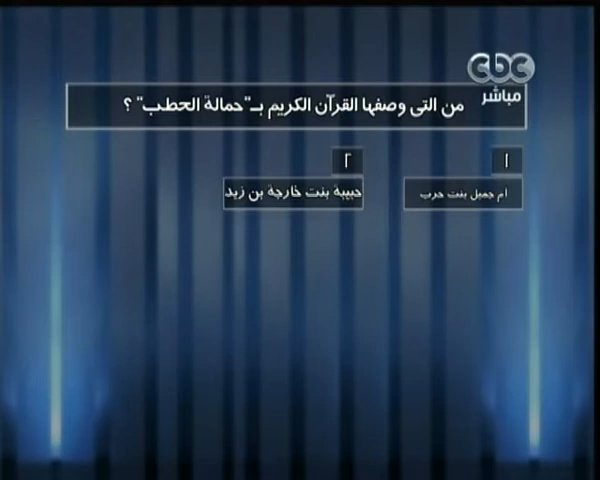 cbc
مباشر
من التى وصفها القرآن الكريم بـ"حمالة الحطب" ؟
١
٢
ام جميل بنت حرب
حبيبة بنت خارجة بن زيد